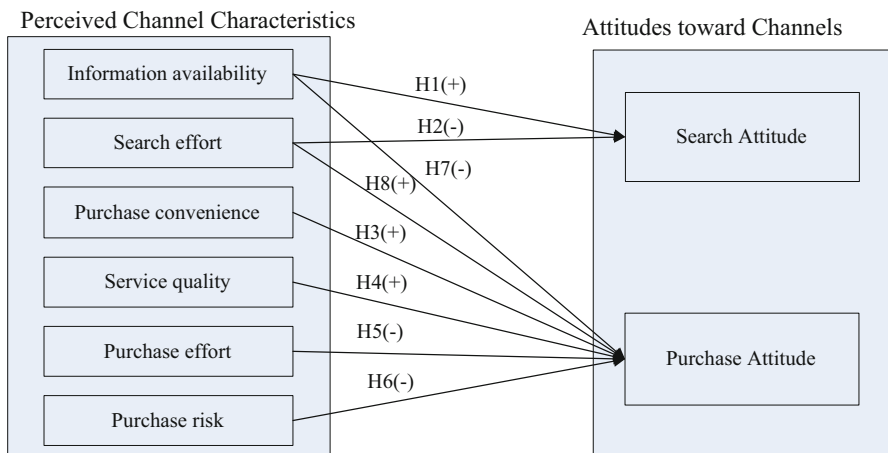 Perceived Channel Characteristics
Information availability
Search effort
Purchase convenience
Service quality
Purchase effort
Purchase risk
H1(+)
H2(-)
H7(-)
H8(+)
H3(+)
H4(+)
H5(-)
H6(-)
Attitudes toward Channels
Search Attitude
Purchase Attitude